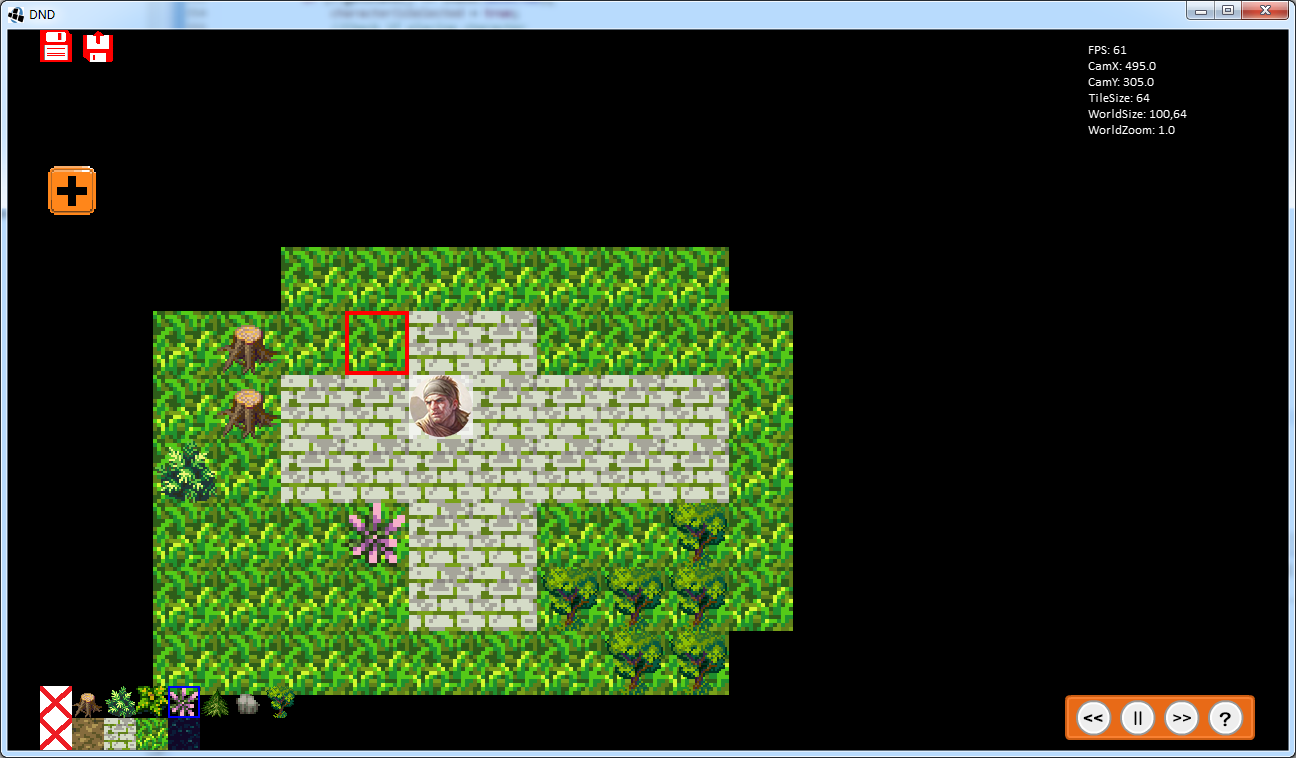 DND
FPS: 61
CamX: 495.0
CamY: 305.0
TileSize: 64
WorldSize: 100,64
WorldZoom: 1.0
<< || >> ?